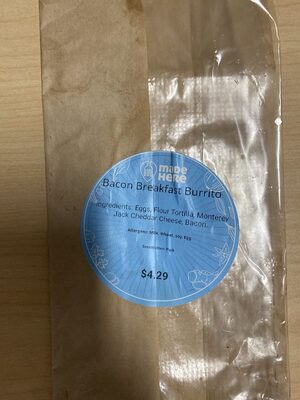 made
HERE
Bacon Breakfast Burrito
Ingredients: Eggs, Flour Tortilla, Monterey
Jack Cheddar Cheese, Bacon.
Allergens: Milk, Wheat, Soy, Egg
$4.29